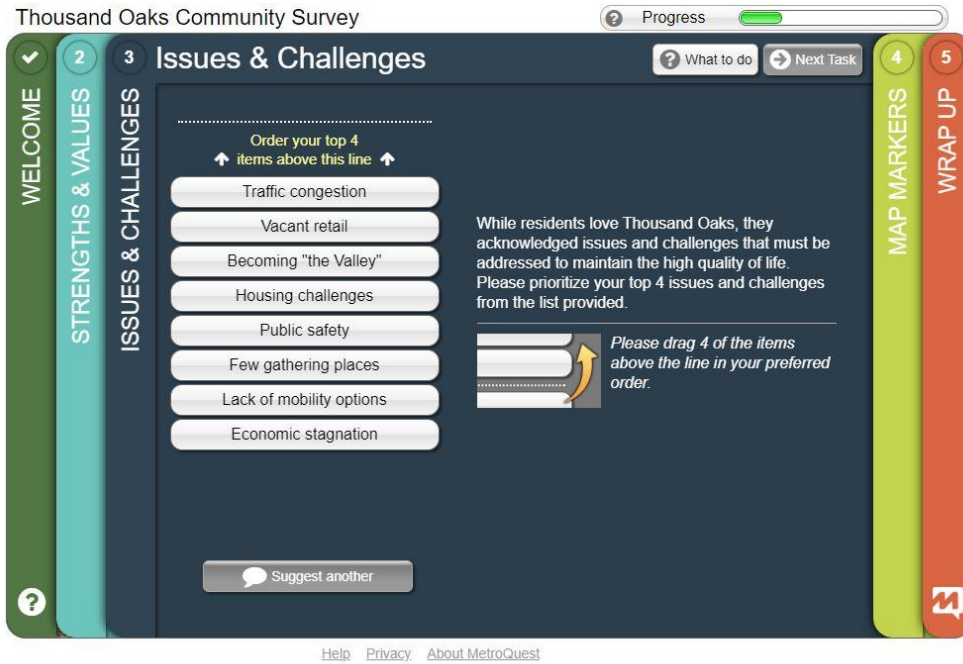 Thousand Oaks Community Survey
? Progress
WELCOME
?
2
STRENGTHS & VALUES
3
ISSUES & CHALLENGES
Issues & Challenges
? What to do
Next Task
Order your top 4
items above this line
Traffic congestion
Vacant retail
Becoming "the Valley"
Housing challenges
Public safety
Few gathering places
Lack of mobility options
Economic stagnation
Suggest another
While residents love Thousand Oaks, they
acknowledged issues and challenges that must be
addressed to maintain the high quality of life.
Please prioritize your top 4 issues and challenges
from the list provided.
Please drag 4 of the items
above the line in your preferred
order.
4
MAP MARKERS
5
WRAP UP
Help Privacy About MetroQuest